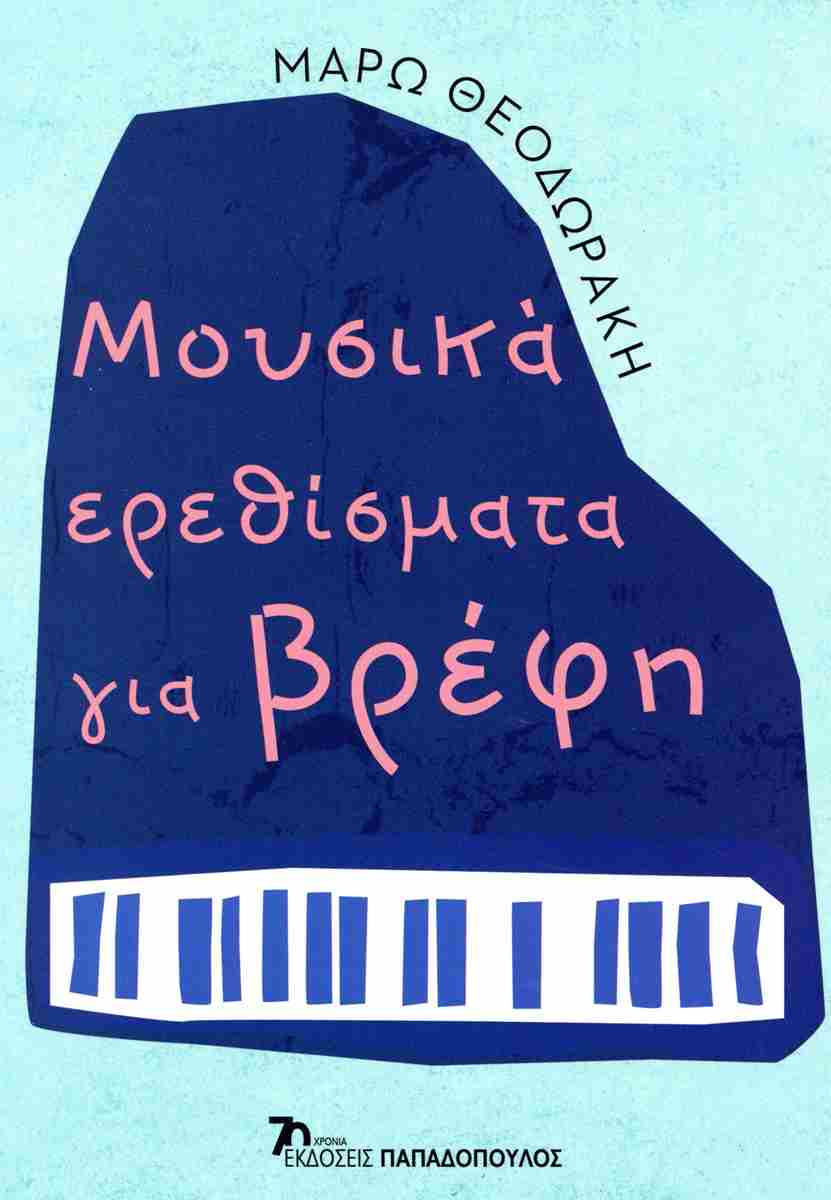 ΜΑΡΩ ΘΕΟΔΩΡΑΚΗ
Μουσικά
ερεθίσματα
για βρέφη
70 ΧΡΟΝΙΑ
ΕΚΔΟΣΕΙΣ ΠΑΠΑΔΟΠΟΥΛΟΣ